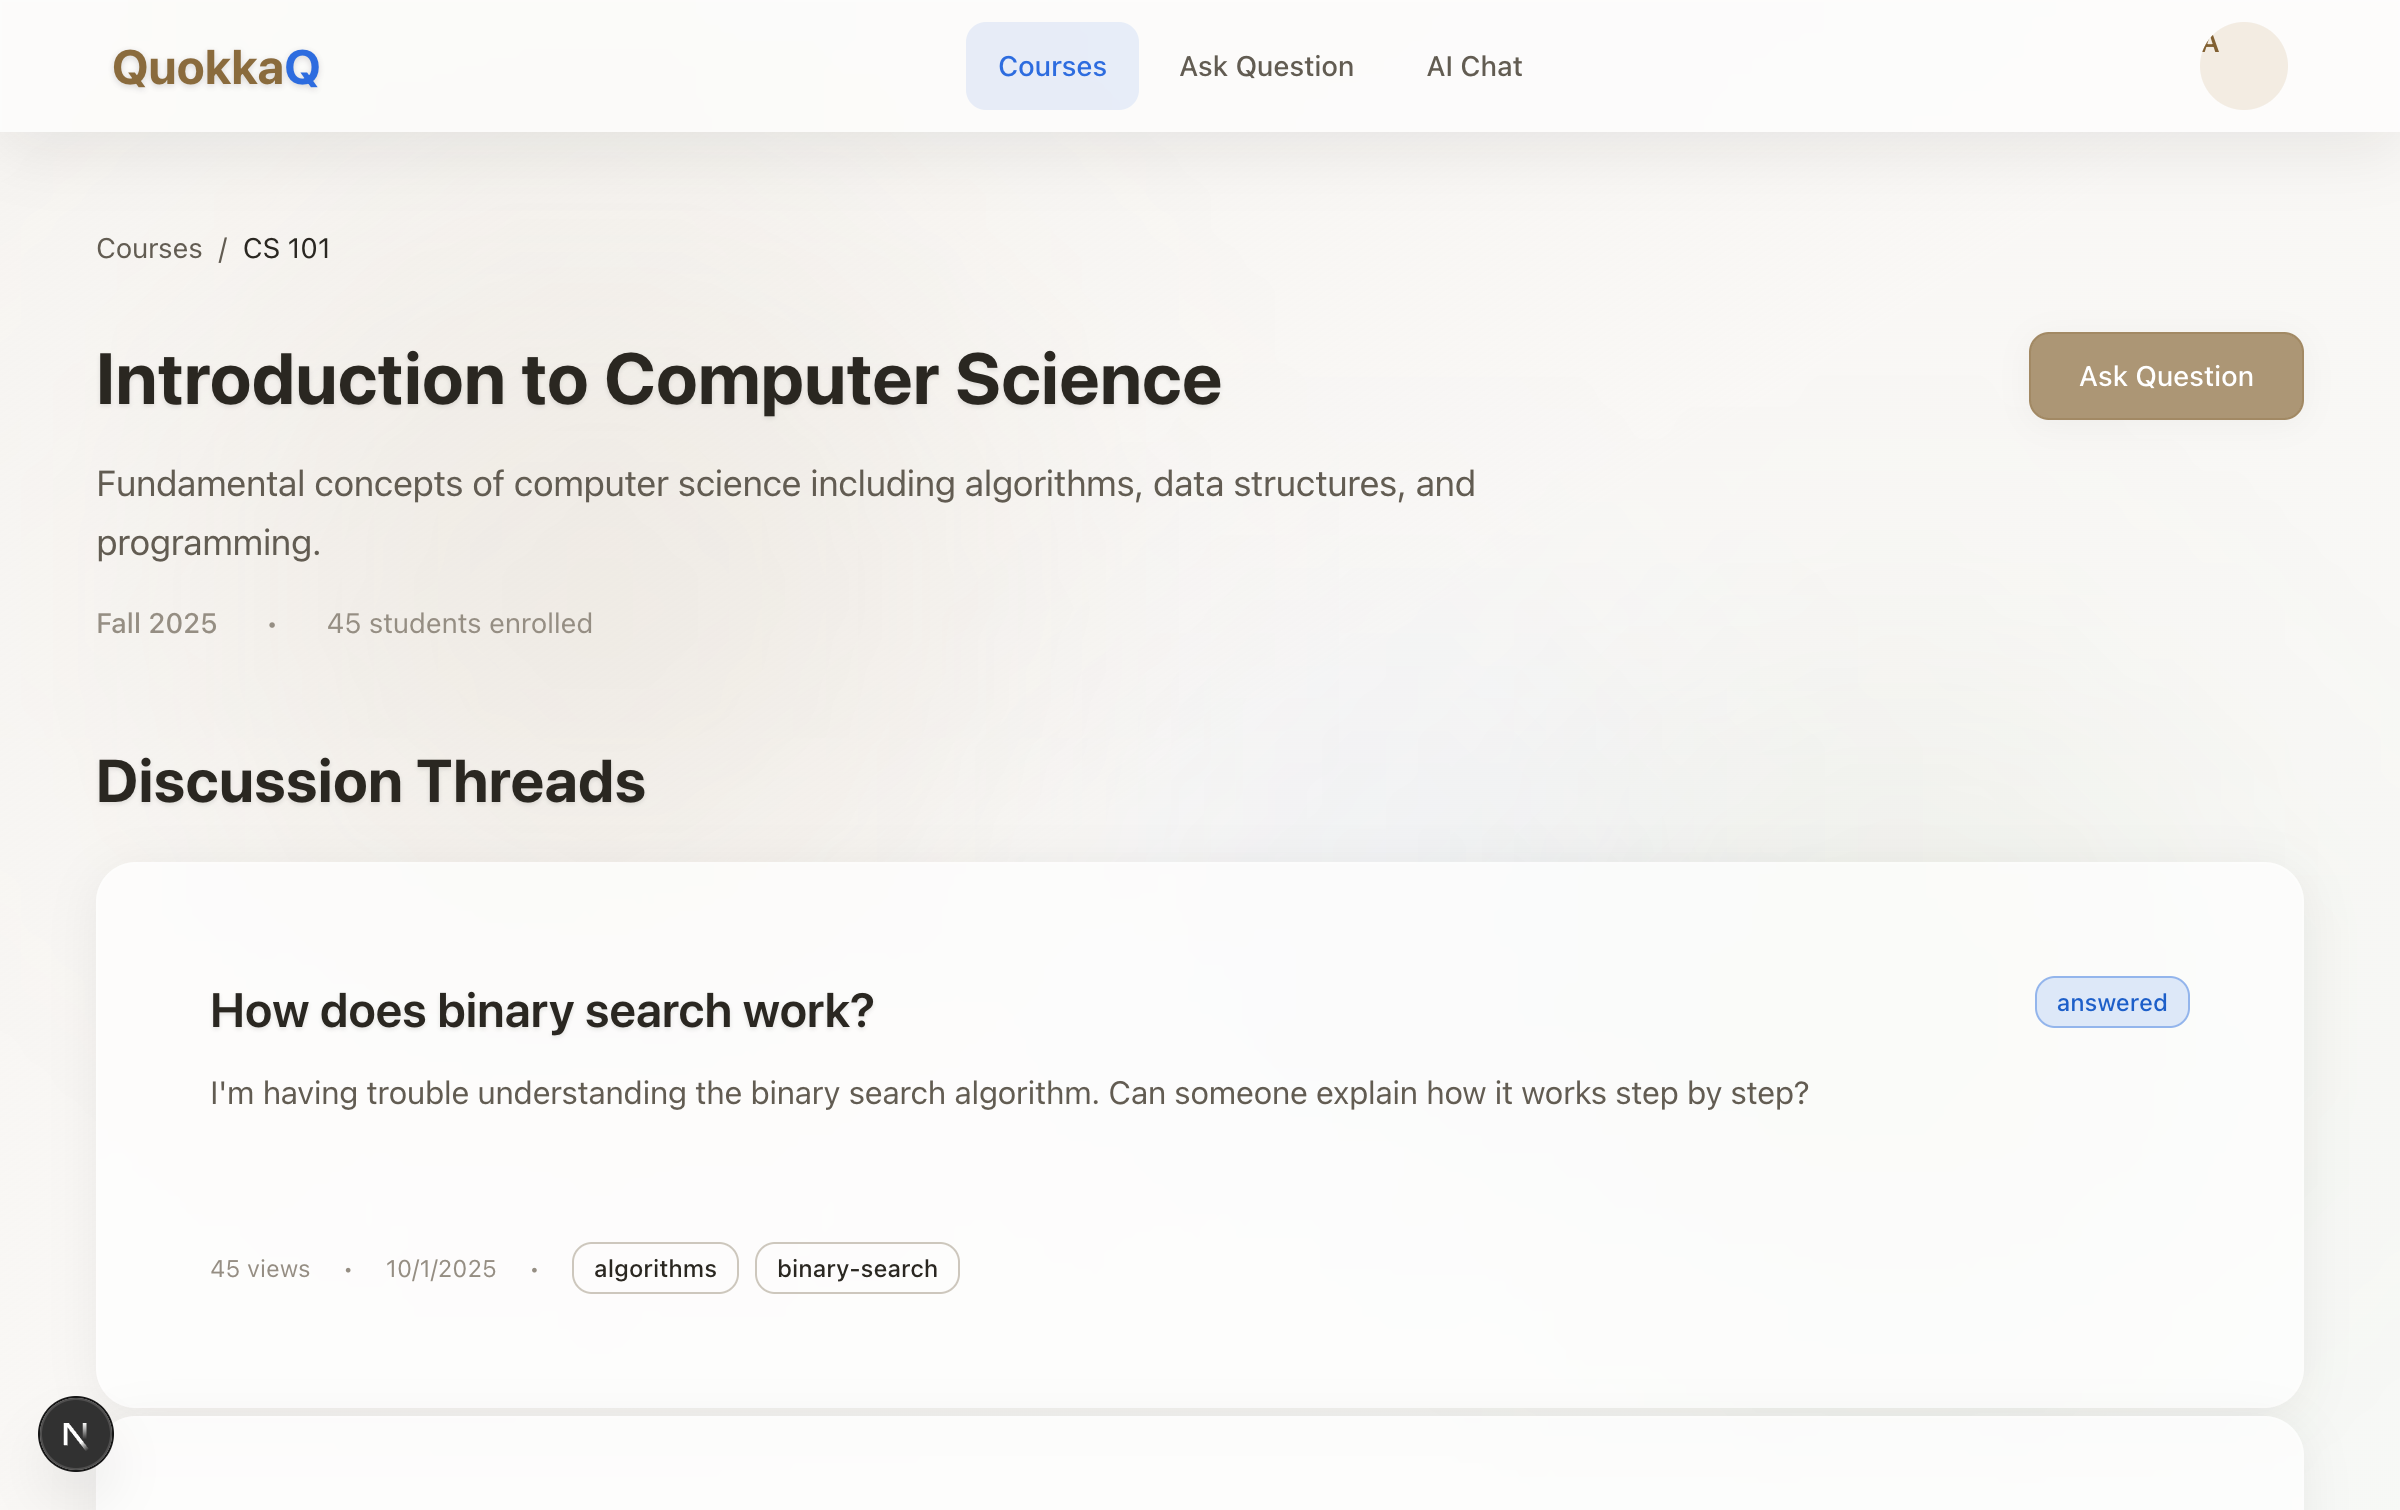 QuokkaQ
Courses
Ask Question
AI Chat
A
Courses / CS 101
Introduction to Computer Science
Ask Question
Fundamental concepts of computer science including algorithms, data structures, and
programming.
Fall 2025 • 45 students enrolled
Discussion Threads
How does binary search work?
answered
I'm having trouble understanding the binary search algorithm. Can someone explain how it works step by step?
45 views • 10/1/2025 • algorithms binary-search
N